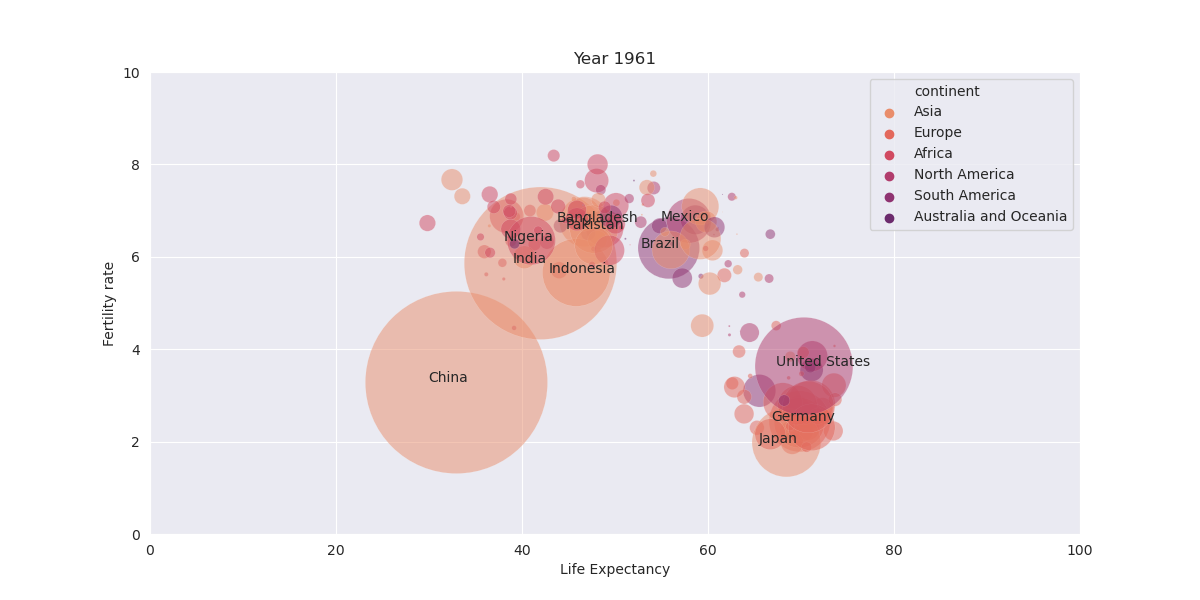 Year 1961
10
8
6
4
2
0
Fertility rate
continent
Asia
Europe
Africa
North America
South America
Australia and Oceania
Bangladesh
Mexico
Pakistan
Nigeria
Brazil
India
Indonesia
United States
China
Germany
Japan
0 20 40 60 80 100
Life Expectancy